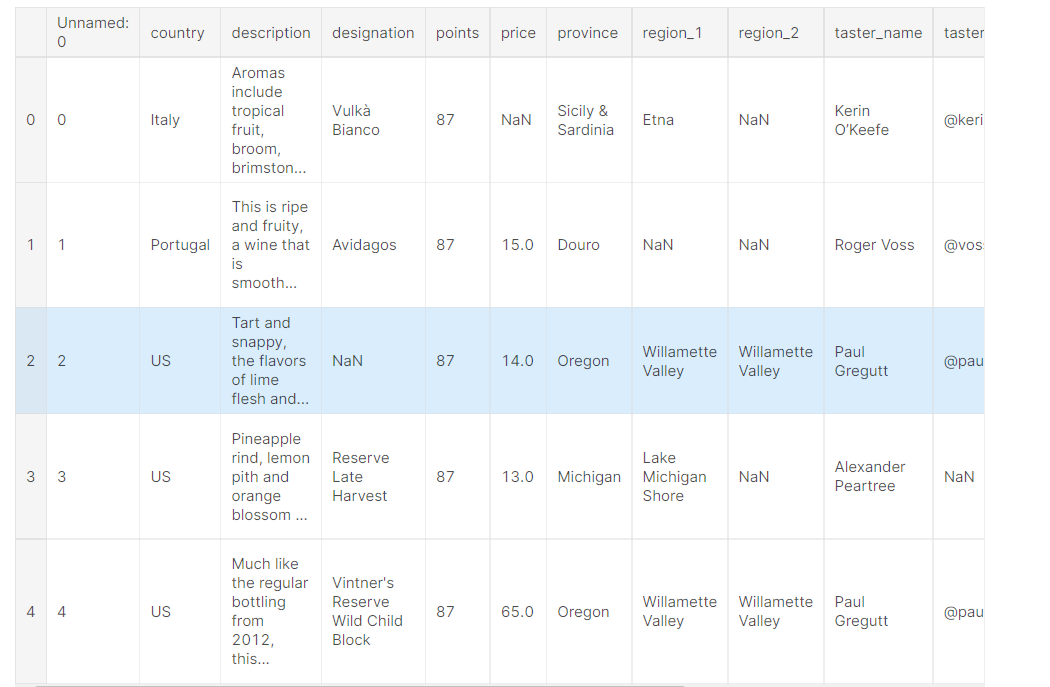 Unnamed: 0 country description designation points price province region_1 region_2 taster_name taster
0 0 Italy Aromas include tropical fruit, broom, brimston... Vulkà Bianco 87 NaN Sicily & Sardinia Etna NaN Kerin O’Keefe @keri
1 1 Portugal This is ripe and fruity, a wine that is smooth... Avidagos 87 15.0 Douro NaN NaN Roger Voss @voss
2 2 US Tart and snappy, the flavors of lime flesh and... NaN 87 14.0 Oregon Willamette Valley Willamette Valley Paul Gregutt @pau
3 3 US Pineapple rind, lemon pith and orange blossom ... Reserve Late Harvest 87 13.0 Michigan Lake Michigan Shore NaN Alexander Peartree NaN
4 4 US Much like the regular bottling from 2012, this... Vintner's Reserve Wild Child Block 87 65.0 Oregon Willamette Valley Willamette Valley Paul Gregutt @pau